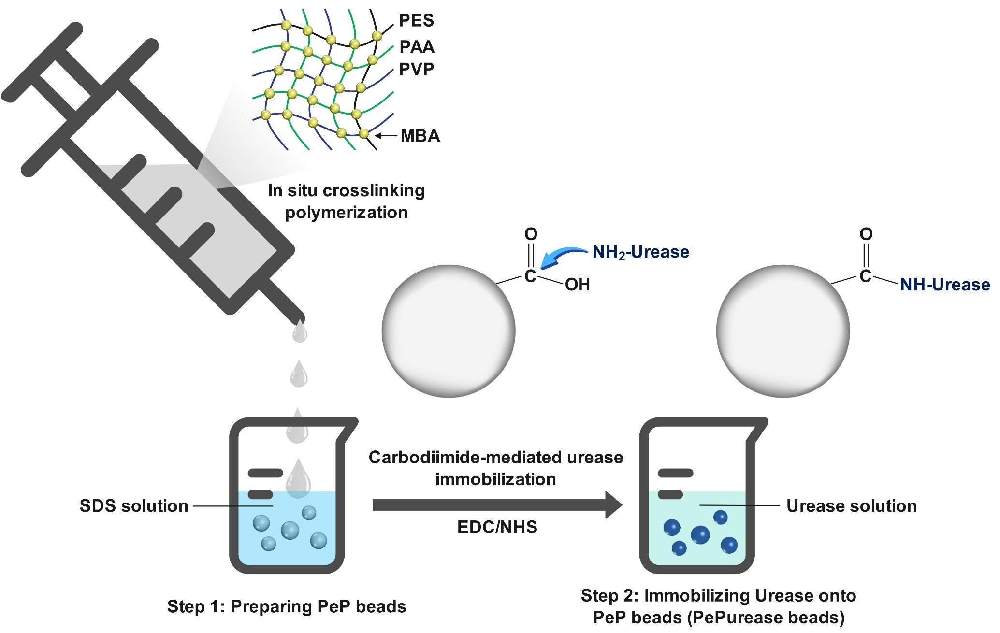 PES
PAA
PVP
MBA
In situ crosslinking
polymerization
O
C
OH
NH₂-Urease
O
C
NH-Urease
SDS solution
Carbodiimide-mediated urease
immobilization
EDC/NHS
Urease solution
Step 1: Preparing PeP beads
Step 2: Immobilizing Urease onto
PeP beads (PePurease beads)